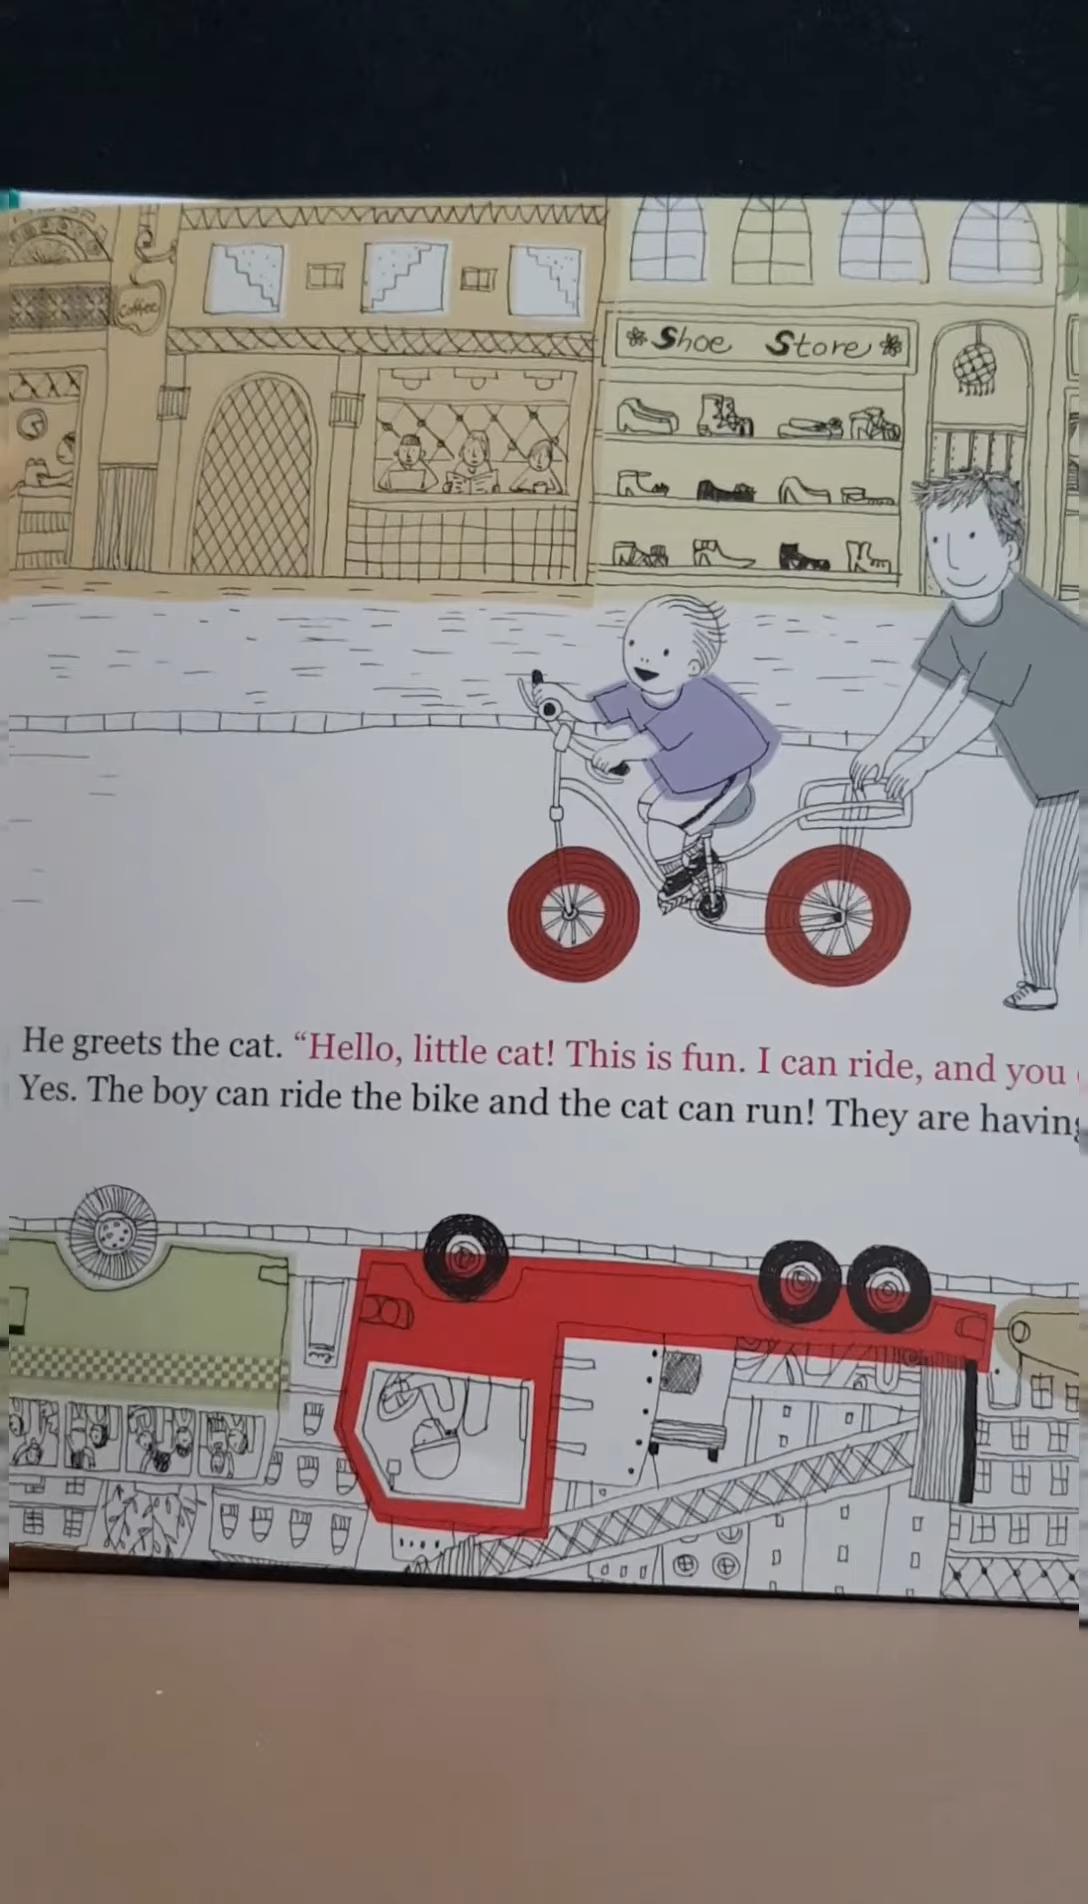 Coffee
Shoe Store
He greets the cat. “Hello, little cat! This is fun. I can ride, and you
Yes. The boy can ride the bike and the cat can run! They are having